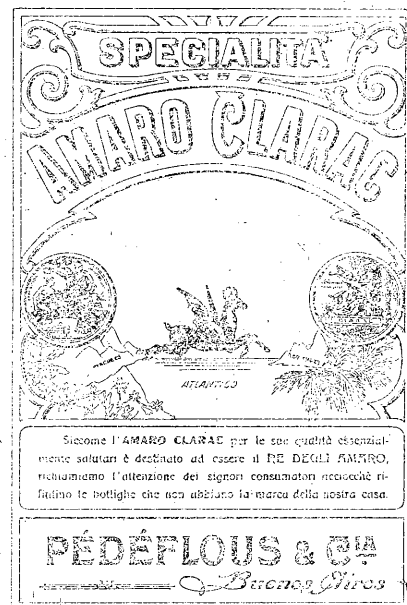 SPECIALITÀ
AMARO CLARAC
ATLANTICO
Siccome l'AMARO CLARAC per le sue qualità essenzial-
mente salutari è destinato ad essere il RE DEGLI AMARO,
richiamiamo l'attenzione dei signori consumatori acciocchè ri-
fiutino le bottiglie che non abbiano la marca della nostra casa.
PÉDÉFLOUS & CIA
Buenos Aires